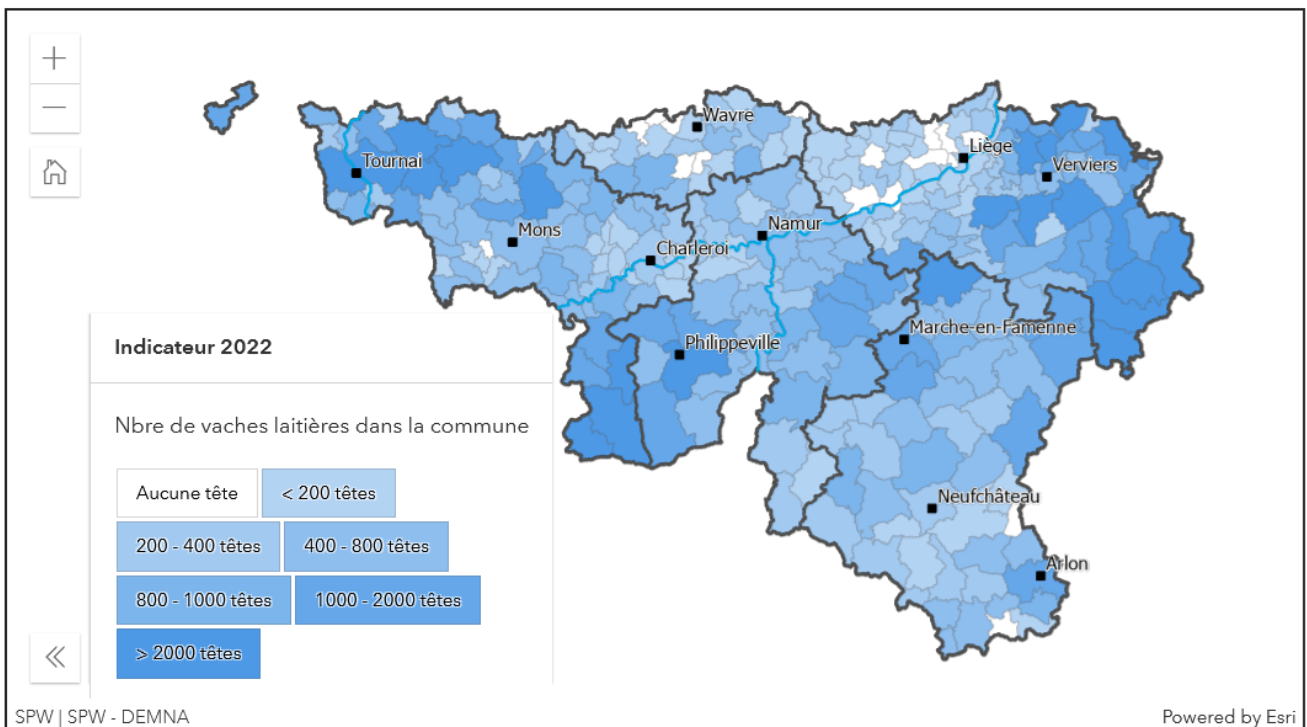 Wavre
Liège
Tournai
Verviers
Mons
Namur
Charleroi
Marche-en-Famenne
Philippeville
Indicateur 2022
Nbre de vaches laitières dans la commune
Aucune tête
< 200 têtes
200 - 400 têtes
400 - 800 têtes
800 - 1000 têtes
1000 - 2000 têtes
> 2000 têtes
Neufchâteau
Arlon
SPW | SPW - DEMNA
Powered by Esri